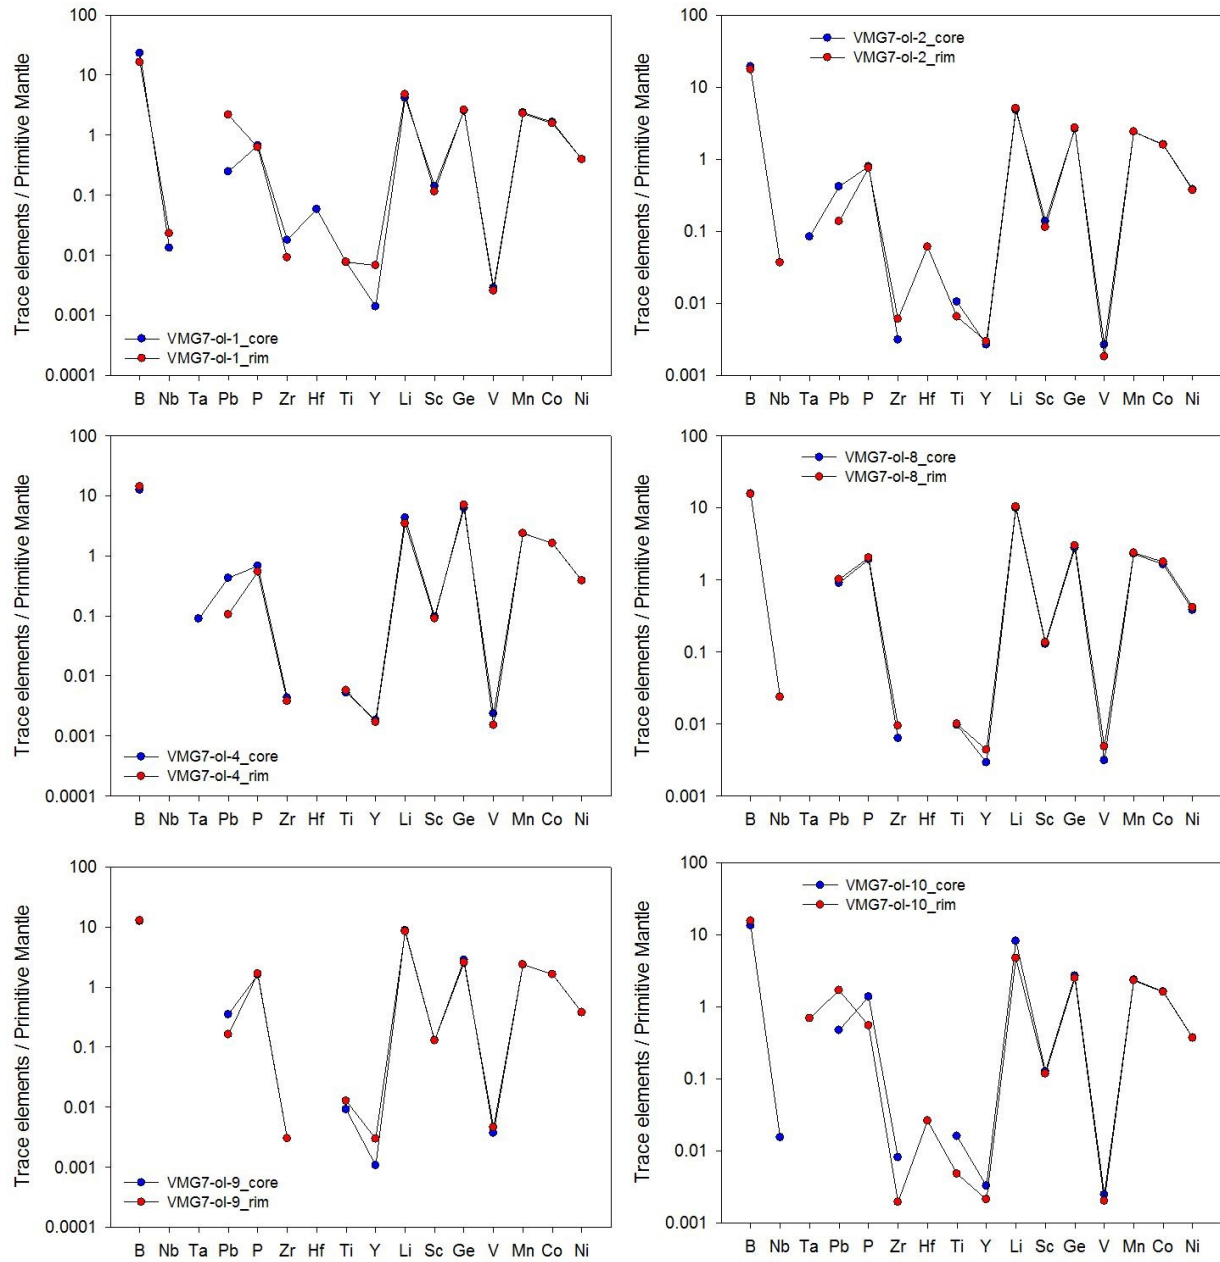 Trace elements / Primitive Mantle
100
10
1
0.1
0.01
0.001
0.0001
VMG7-ol-1_core
VMG7-ol-1_rim
B Nb Ta Pb P Zr Hf Ti Y Li Sc Ge V Mn Co Ni
Trace elements / Primitive Mantle
100
10
1
0.1
0.01
0.001
VMG7-ol-2_core
VMG7-ol-2_rim
B Nb Ta Pb P Zr Hf Ti Y Li Sc Ge V Mn Co Ni
Trace elements / Primitive Mantle
100
10
1
0.1
0.01
0.001
0.0001
VMG7-ol-4_core
VMG7-ol-4_rim
B Nb Ta Pb P Zr Hf Ti Y Li Sc Ge V Mn Co Ni
Trace elements / Primitive Mantle
100
10
1
0.1
0.01
0.001
VMG7-ol-8_core
VMG7-ol-8_rim
B Nb Ta Pb P Zr Hf Ti Y Li Sc Ge V Mn Co Ni
Trace elements / Primitive Mantle
100
10
1
0.1
0.01
0.001
0.0001
VMG7-ol-9_core
VMG7-ol-9_rim
B Nb Ta Pb P Zr Hf Ti Y Li Sc Ge V Mn Co Ni
Trace elements / Primitive Mantle
100
10
1
0.1
0.01
0.001
VMG7-ol-10_core
VMG7-ol-10_rim
B Nb Ta Pb P Zr Hf Ti Y Li Sc Ge V Mn Co Ni